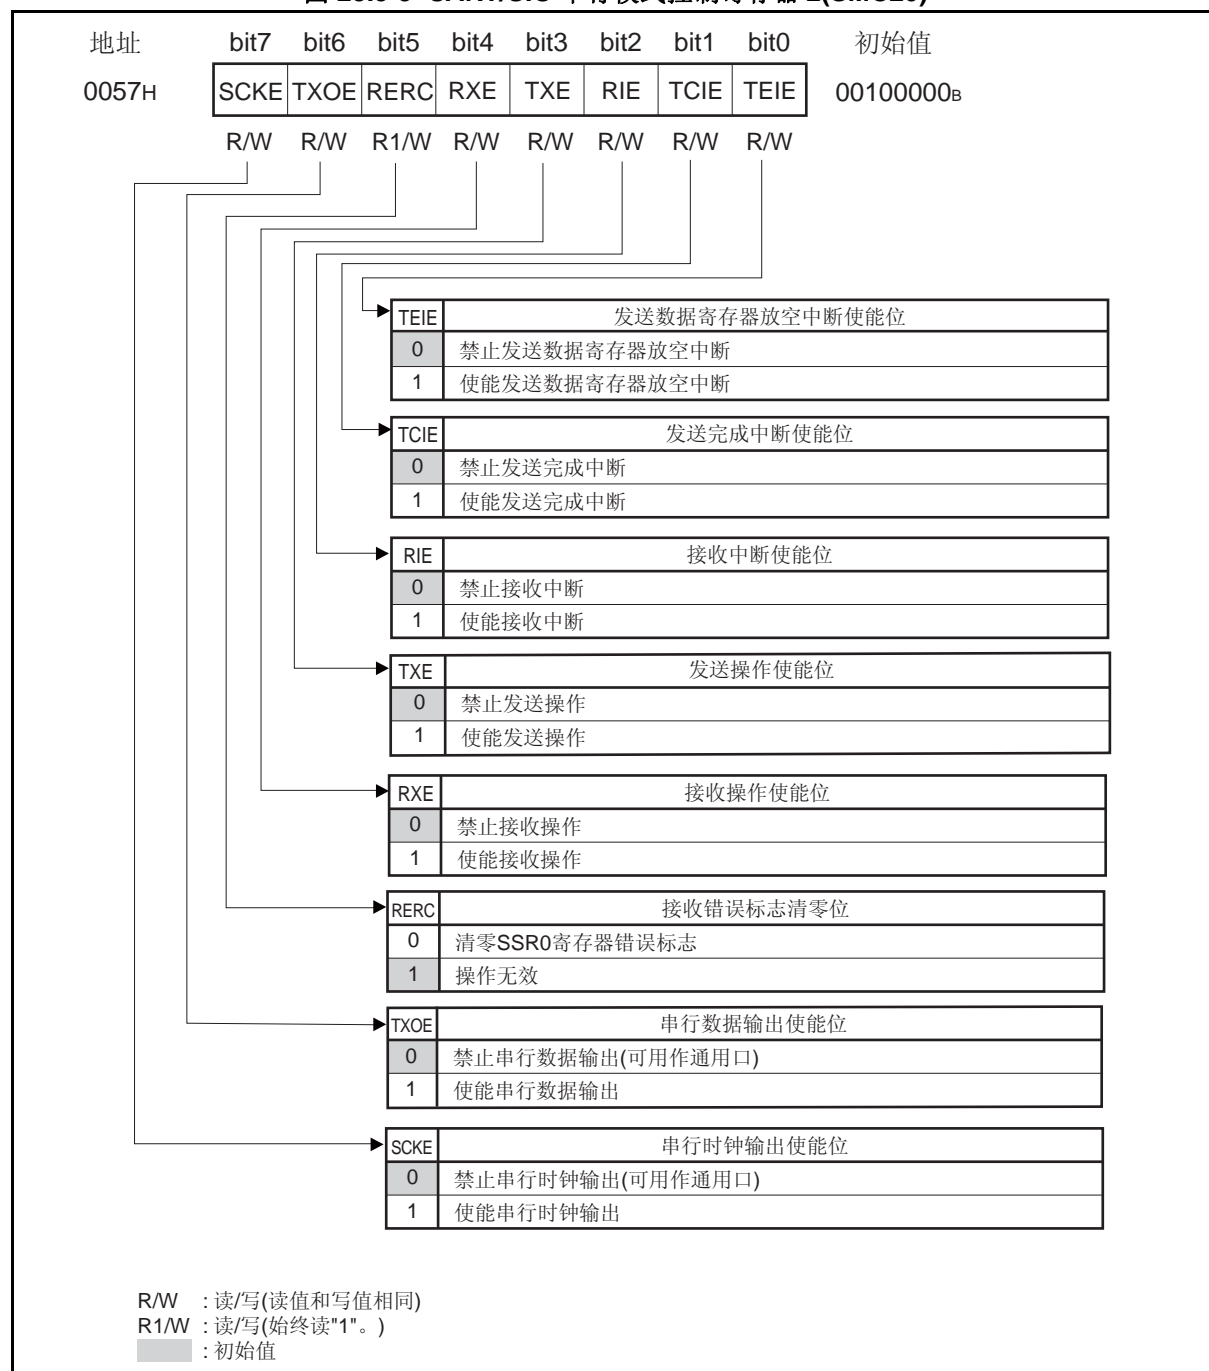 地址 bit7 bit6 bit5 bit4 bit3 bit2 bit1 bit0 初始值
0057H SCKE TXOE RERC RXE TXE RIE TCIE TEIE 00100000B
R/W R/W R1/W R/W R/W R/W R/W R/W
TEIE 发送数据寄存器放空中断使能位
0 禁止发送数据寄存器放空中断
1 使能发送数据寄存器放空中断
TCIE 发送完成中断使能位
0 禁止发送完成中断
1 使能发送完成中断
RIE 接收中断使能位
0 禁止接收中断
1 使能接收中断
TXE 发送操作使能位
0 禁止发送操作
1 使能发送操作
RXE 接收操作使能位
0 禁止接收操作
1 使能接收操作
RERC 接收错误标志清零位
0 清零SSR0寄存器错误标志
1 操作无效
TXOE 串行数据输出使能位
0 禁止串行数据输出(可用作通用口)
1 使能串行数据输出
SCKE 串行时钟输出使能位
0 禁止串行时钟输出(可用作通用口)
1 使能串行时钟输出
R/W : 读/写(读值和写值相同)
R1/W : 读/写(始终读"1"。)
: 初始值